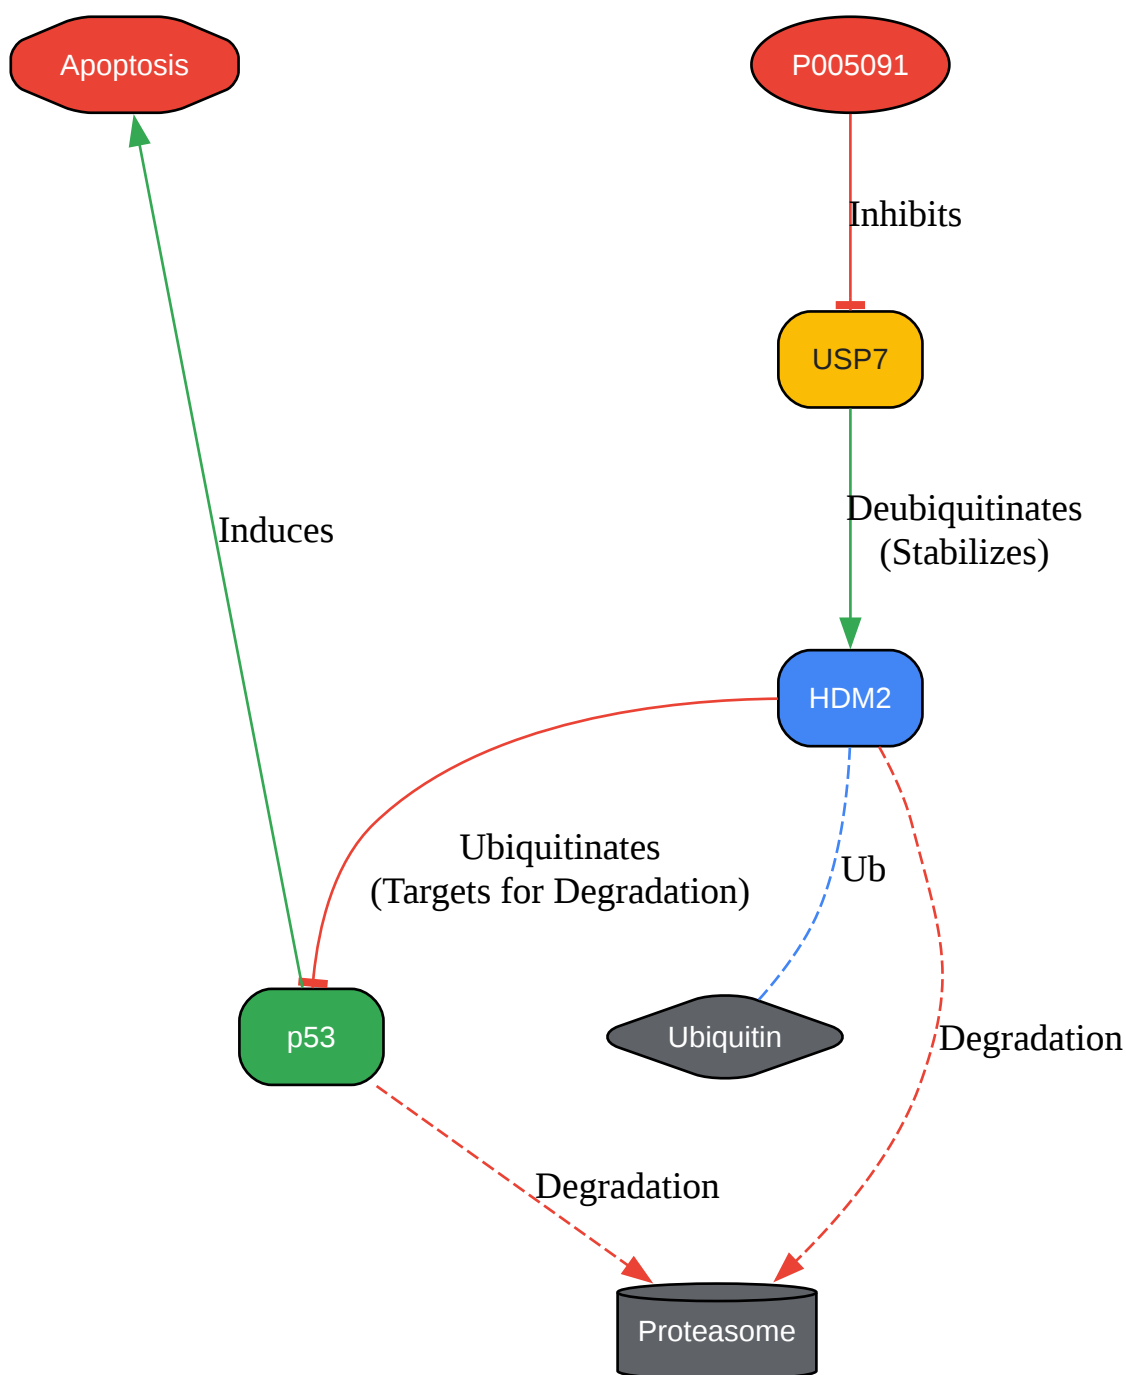 Apoptosis
P005091
Inhibits
USP7
Deubiquitinates
(Stabilizes)
Induces
HDM2
Ubiquitinates
(Targets for Degradation)
Ub
p53
Ubiquitin
Degradation
Degradation
Proteasome